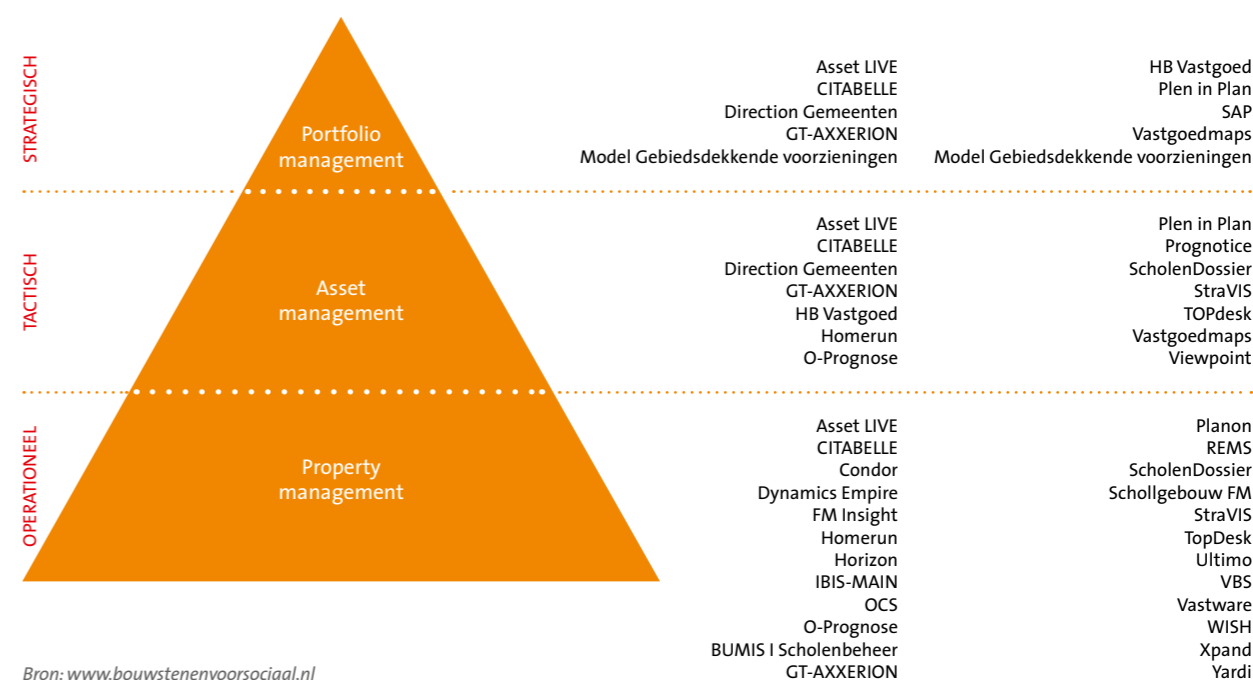 STRATEGISCH
Portfolio
management
Asset LIVE
CITABELLE
Direction Gemeenten
GT-AXXERION
Model Gebiedsdekkende voorzieningen
HB Vastgoed
Plen in Plan
SAP
Vastgoedmaps
Model Gebiedsdekkende voorzieningen
TACTISCH
Asset
management
Asset LIVE
CITABELLE
Direction Gemeenten
GT-AXXERION
HB Vastgoed
Homerun
O-Prognose
Plen in Plan
Prognotice
ScholenDossier
StraVIS
TOPdesk
Vastgoedmaps
Viewpoint
OPERATIONEEL
Property
management
Asset LIVE
CITABELLE
Condor
Dynamics Empire
FM Insight
Homerun
Horizon
IBIS-MAIN
OCS
O-Prognose
BUMIS I Scholenbeheer
GT-AXXERION
Planon
REMS
ScholenDossier
Schollgebouw FM
StraVIS
TopDesk
Ultimo
VBS
Vastware
WISH
Xpand
Yardi
Bron: www.bouwstenenvoorsociaal.nl